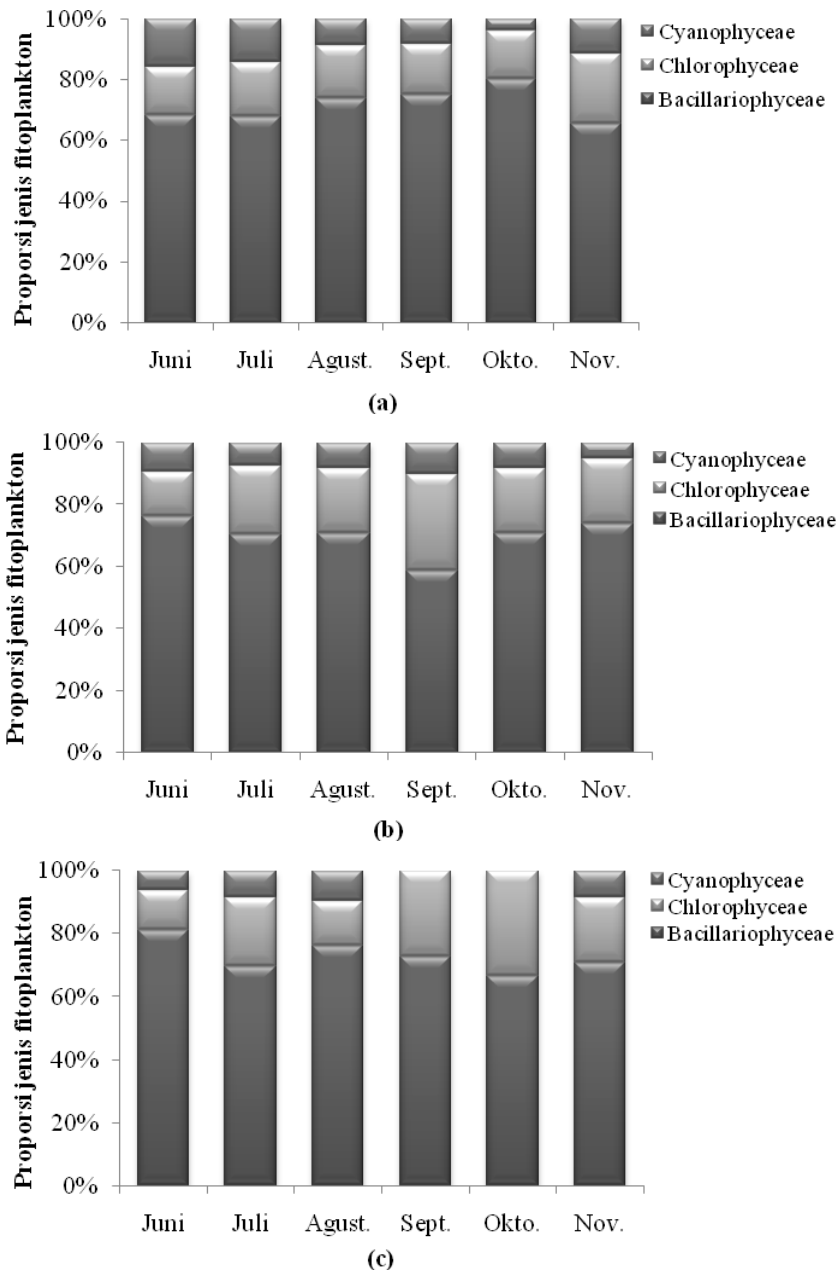 Proporsi jenis fitoplankton
100%
80%
60%
40%
20%
0%
Juni Juli Agust. Sept. Okto. Nov.
Cyanophyceae
Chlorophyceae
Bacillariophyceae
(a)
Proporsi jenis fitoplankton
100%
80%
60%
40%
20%
0%
Juni Juli Agust. Sept. Okto. Nov.
Cyanophyceae
Chlorophyceae
Bacillariophyceae
(b)
Proporsi jenis fitoplankton
100%
80%
60%
40%
20%
0%
Juni Juli Agust. Sept. Okto. Nov.
Cyanophyceae
Chlorophyceae
Bacillariophyceae
(c)